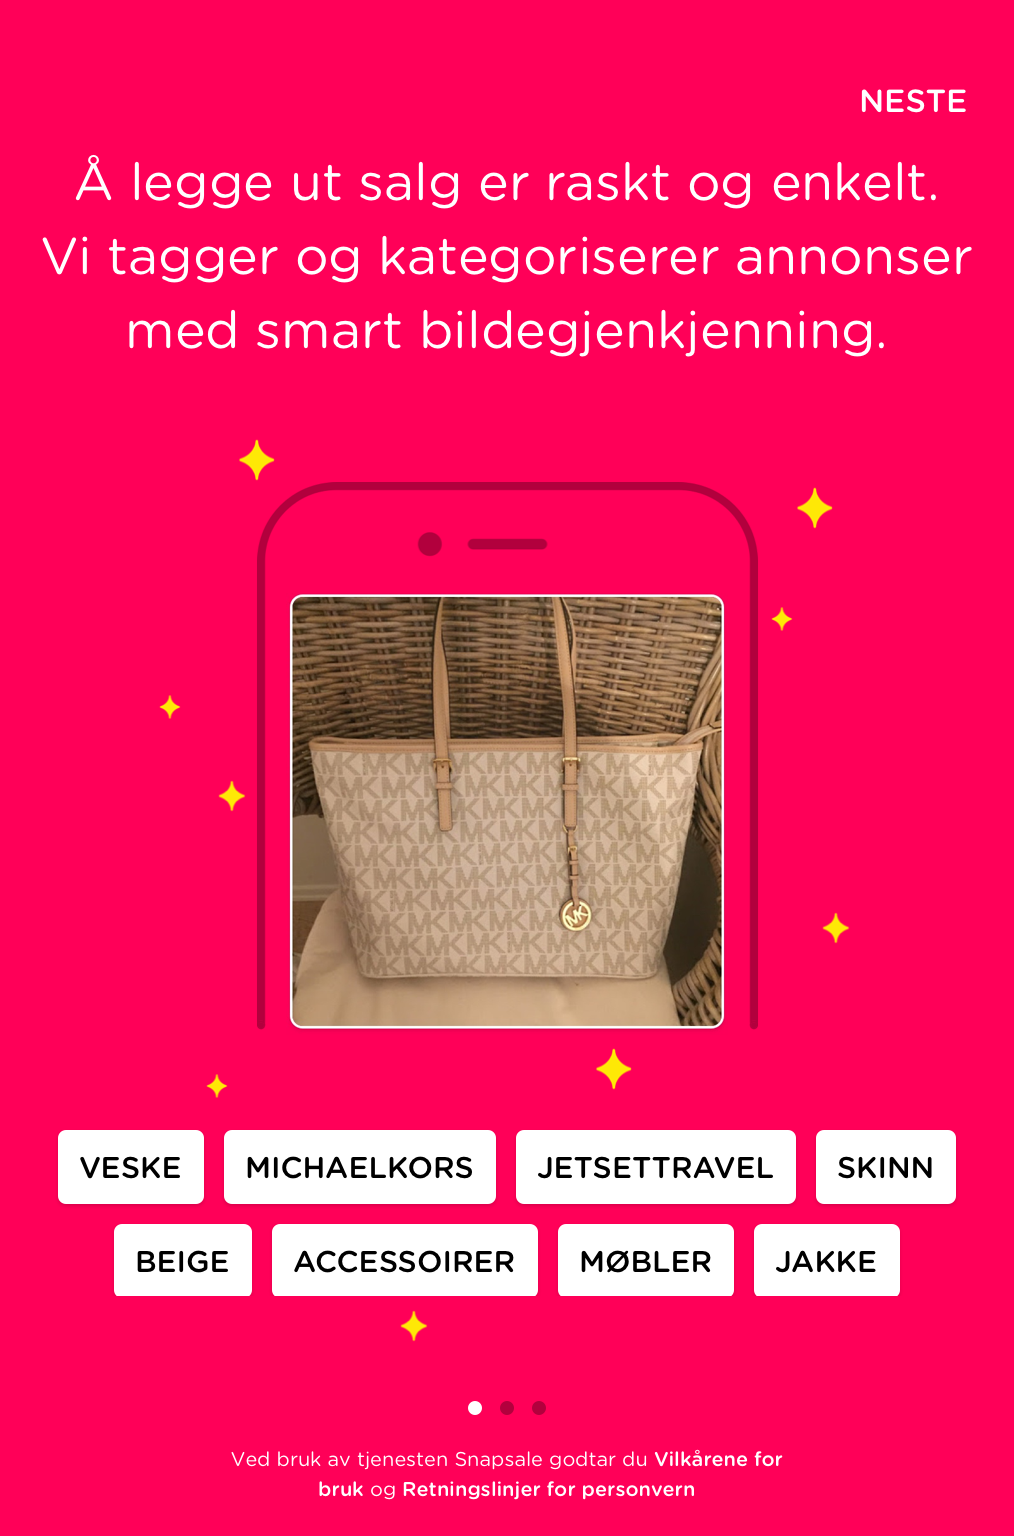 NESTE
Å legge ut salg er raskt og enkelt.
Vi tagger og kategoriserer annonser
med smart bildegjenkjenning.
MK
VESKE MICHAELKORS JETSETTRAVEL SKINN
BEIGE ACCESSOIRER MØBLER JAKKE
Ved bruk av tjenesten Snapsale godtar du Vilkårene for
bruk og Retningslinjer for personvern